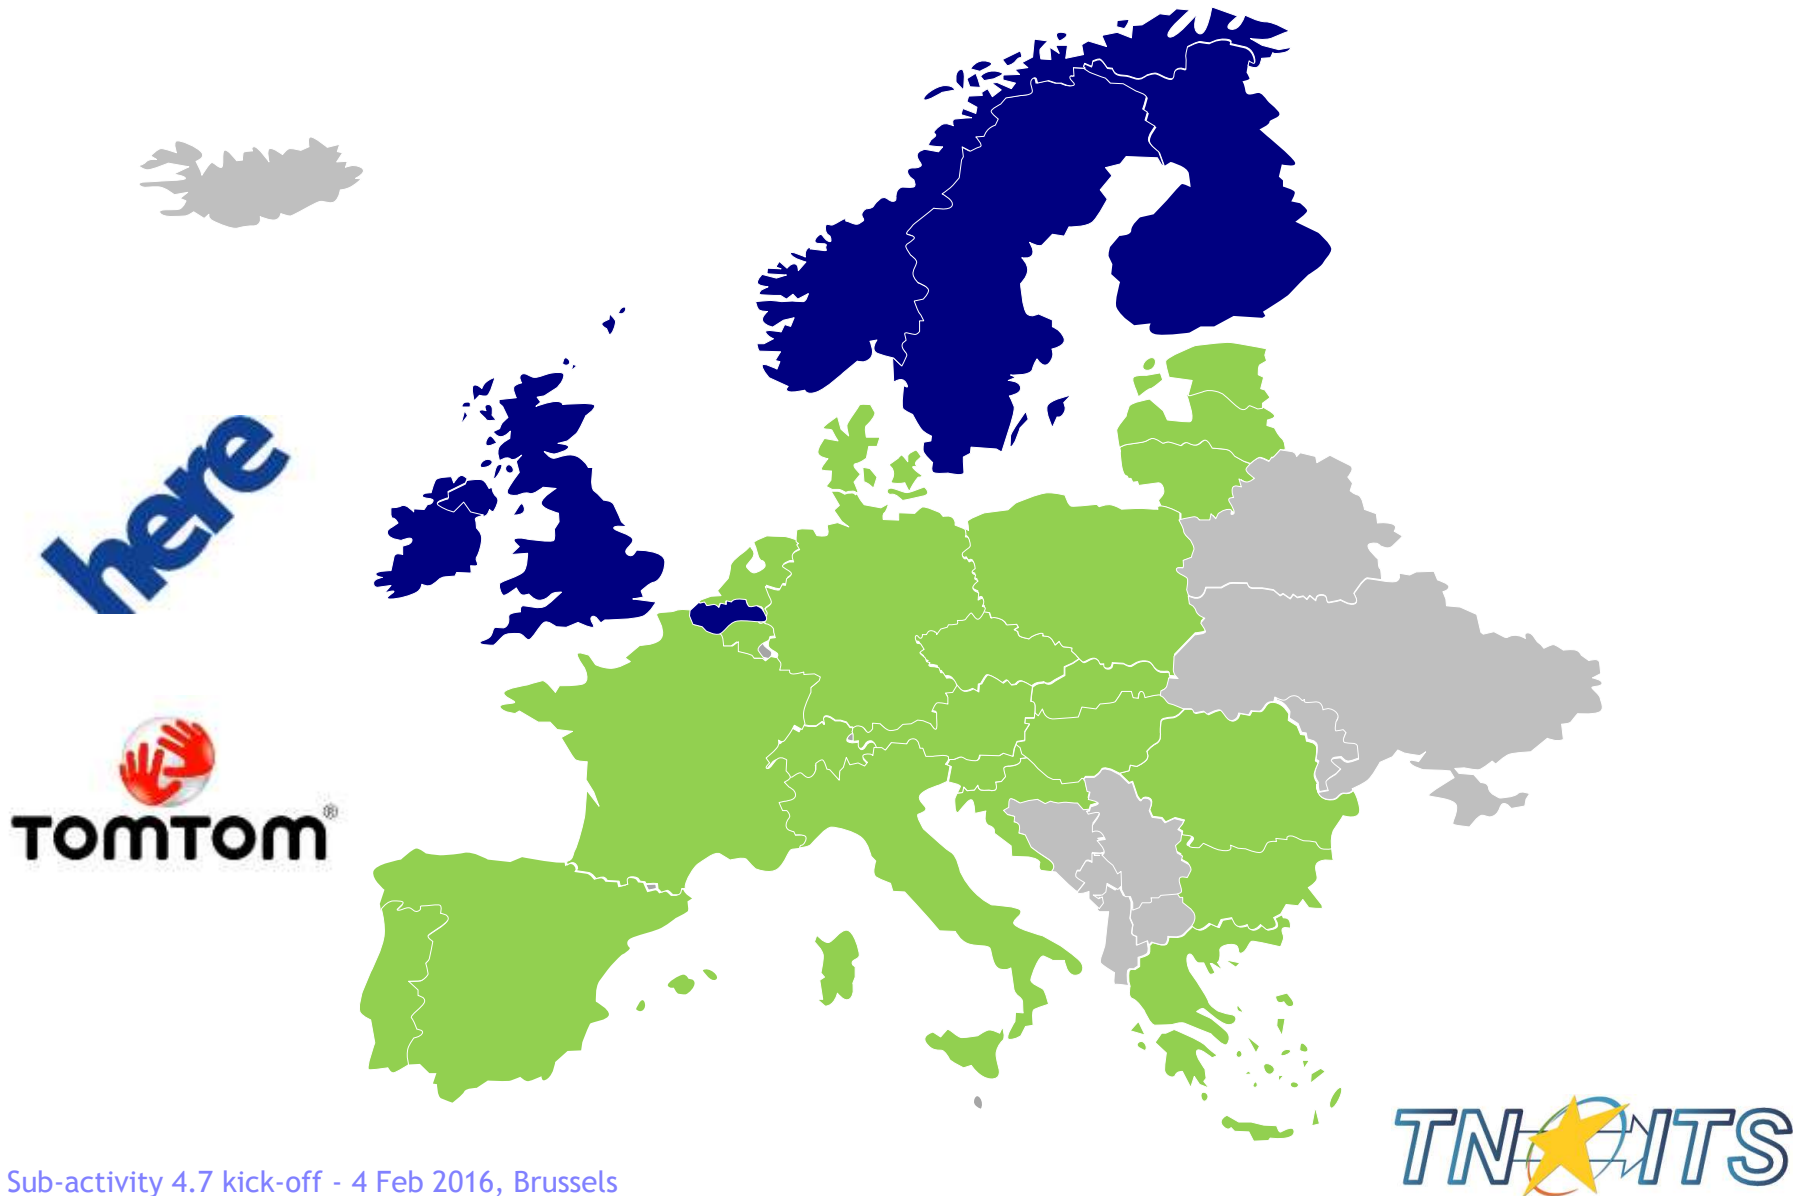 here
TOMTOM®
TN ITS
Sub-activity 4.7 kick-off - 4 Feb 2016, Brussels